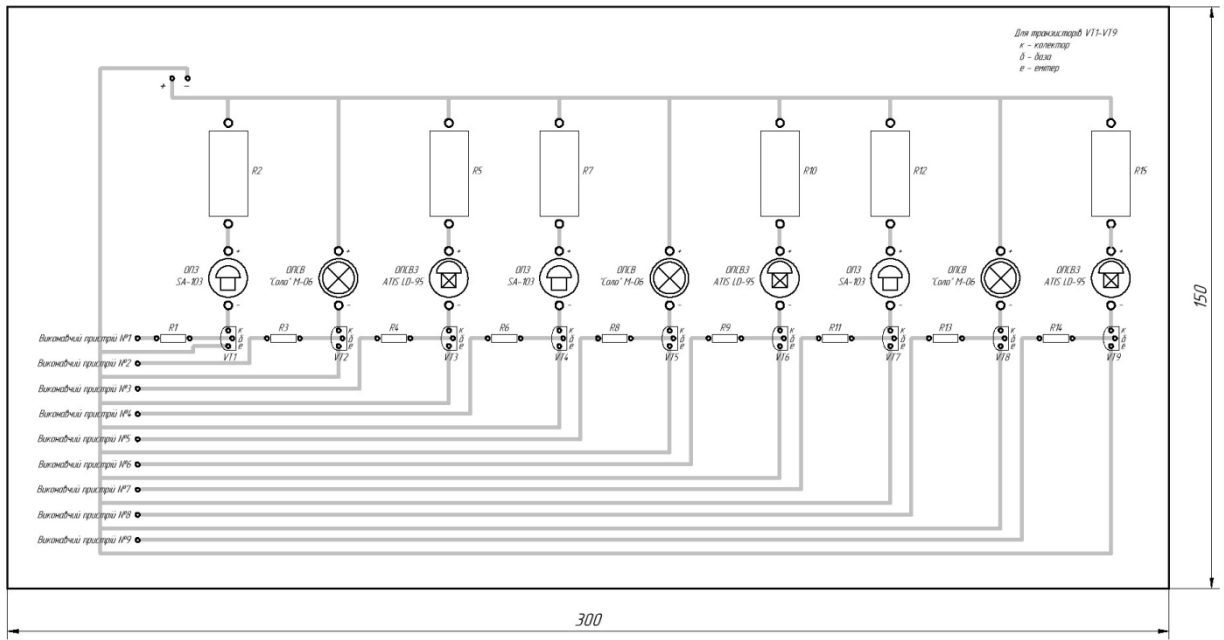 Для транзисторів VT1-VT9
к - колектор
б - база
е - емітер
+ -
R2
R5
R7
R10
R12
R15
+ + + + + + + + +
ОПЗ
SA-103
ОПСВ
"Соло" М-06
ОПСВЗ
ATIS LD-95
ОПЗ
SA-103
ОПСВ
"Соло" М-06
ОПСВЗ
ATIS LD-95
ОПЗ
SA-103
ОПСВ
"Соло" М-06
ОПСВЗ
ATIS LD-95
- - - - - - - - -
R1
R3
R4
R6
R8
R9
R11
R13
R14
к к к к к к к к к
б б б б б б б б б
е е е е е е е е е
VT1
VT2
VT3
VT4
VT5
VT6
VT7
VT8
VT9
Виконавчий пристрій №1
Виконавчий пристрій №2
Виконавчий пристрій №3
Виконавчий пристрій №4
Виконавчий пристрій №5
Виконавчий пристрій №6
Виконавчий пристрій №7
Виконавчий пристрій №8
Виконавчий пристрій №9
150
300